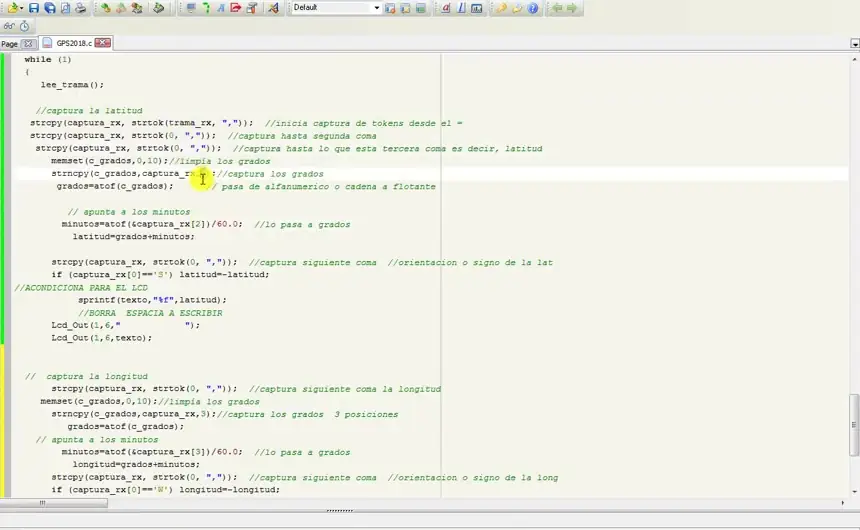 Default
Page
GPS2018.c
while (1)
{
lee_trama();
//captura la latitud
strcpy(captura_rx, strtok(trama_rx, ",")); //inicia captura de tokens desde el =
strcpy(captura_rx, strtok(0, ",")); //captura hasta segunda coma
strcpy(captura_rx, strtok(0, ",")); //captura hasta lo que esta tercera coma es decir, latitud
memset(c_grados,0,10);//limpia los grados
strncpy(c_grados,captura_rx //captura los grados
grados=atof(c_grados); / pasa de alfanumerico o cadena a flotante
// apunta a los minutos
minutos=atof(&captura_rx[2])/60.0; //lo pasa a grados
latitud=grados+minutos;
strcpy(captura_rx, strtok(0, ",")); //captura siguiente coma //orientacion o signo de la lat
if (captura_rx[0]=='S') latitud=-latitud;
//ACONDICIONA PARA EL LCD
sprintf(texto,"%f",latitud);
//BORRA ESPACIA A ESCRIBIR
Lcd_Out(1,6," ");
Lcd_Out(1,6,texto);
// captura la longitud
strcpy(captura_rx, strtok(0, ",")); //captura siguiente coma la longitud
memset(c_grados,0,10);//limpia los grados
strncpy(c_grados,captura_rx,3);//captura los grados 3 posiciones
grados=atof(c_grados);
// apunta a los minutos
minutos=atof(&captura_rx[3])/60.0; //lo pasa a grados
longitud=grados+minutos;
strcpy(captura_rx, strtok(0, ",")); //captura siguiente coma //orientacion o signo de la long
if (captura_rx[0]=='W') longitud=-longitud;